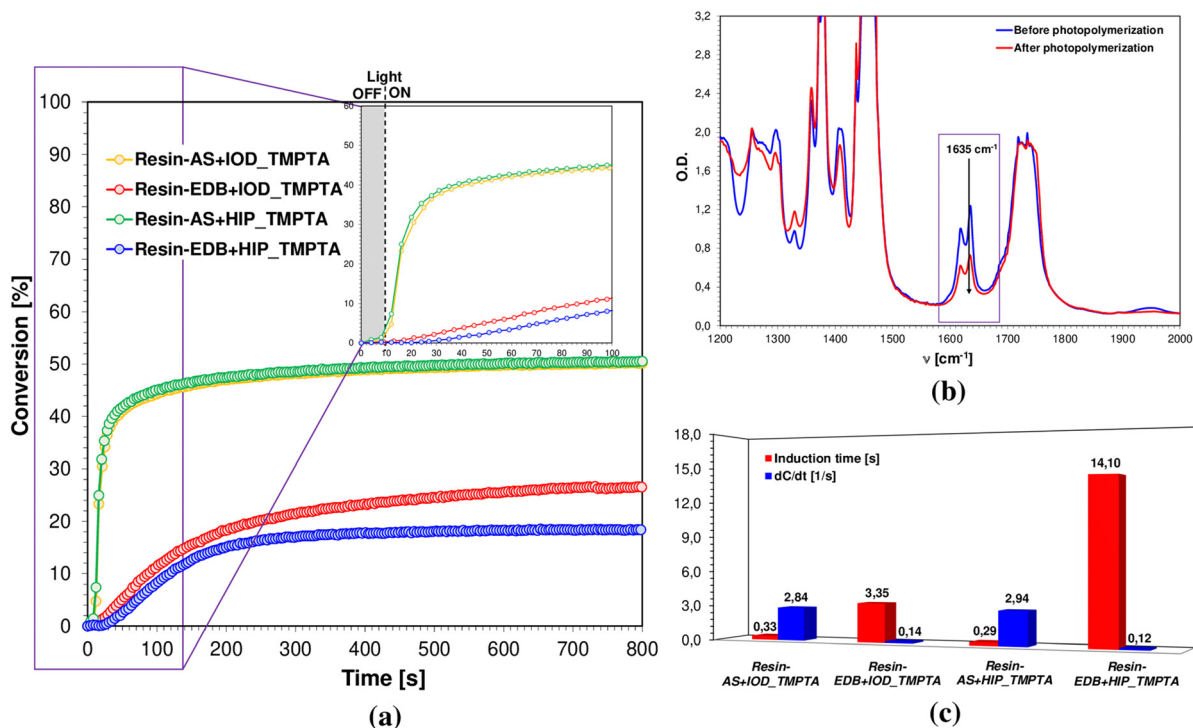 Light
OFF ON
100
90
80
70
60
50
40
30
20
10
0
Conversion [%]
0 100 200 300 400 500 600 700 800
Time [s]
Resin-AS+IOD_TMPTA
Resin-EDB+IOD_TMPTA
Resin-AS+HIP_TMPTA
Resin-EDB+HIP_TMPTA
60
50
40
30
20
10
0
0 10 20 30 40 50 60 70 80 90 100
(a)
3,2
2,8
2,4
2,0
1,6
1,2
0,8
0,4
0,0
O.D.
Before photopolymerization
After photopolymerization
1635 cm-1
1200 1300 1400 1500 1600 1700 1800 1900 2000
ν [cm-1]
(b)
18,0
15,0
12,0
9,0
6,0
3,0
0,0
Induction time [s]
dC/dt [1/s]
0,33 2,84 3,35 0,14 0,29 2,94 14,10 0,12
Resin-
AS+IOD_TMPTA
Resin-
EDB+IOD_TMPTA
Resin-
AS+HIP_TMPTA
Resin-
EDB+HIP_TMPTA
(c)